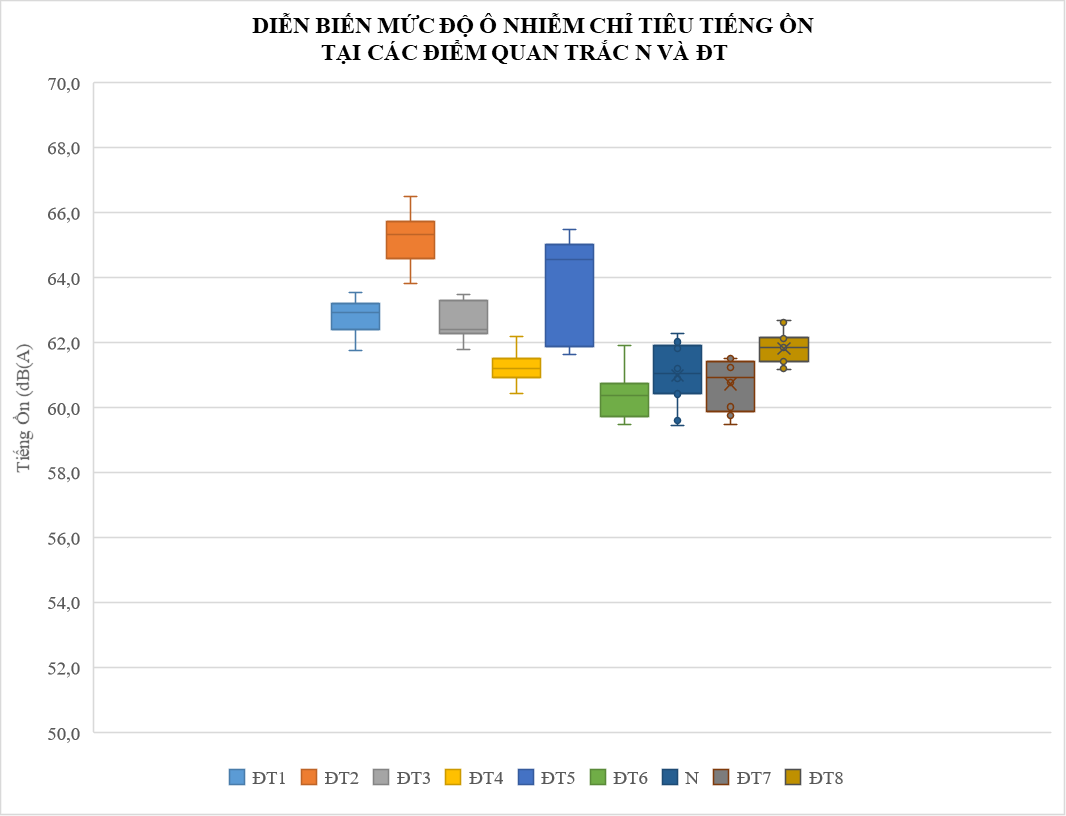 DIỄN BIẾN MỨC ĐỘ Ô NHIỄM CHỈ TIÊU TIẾNG ỒN
TẠI CÁC ĐIỂM QUAN TRẮC N VÀ ĐT
70,0
68,0
66,0
64,0
62,0
60,0
58,0
56,0
54,0
52,0
50,0
Tiếng Ồn (dB(A)
ĐT1 ĐT2 ĐT3 ĐT4 ĐT5 ĐT6 N ĐT7 ĐT8